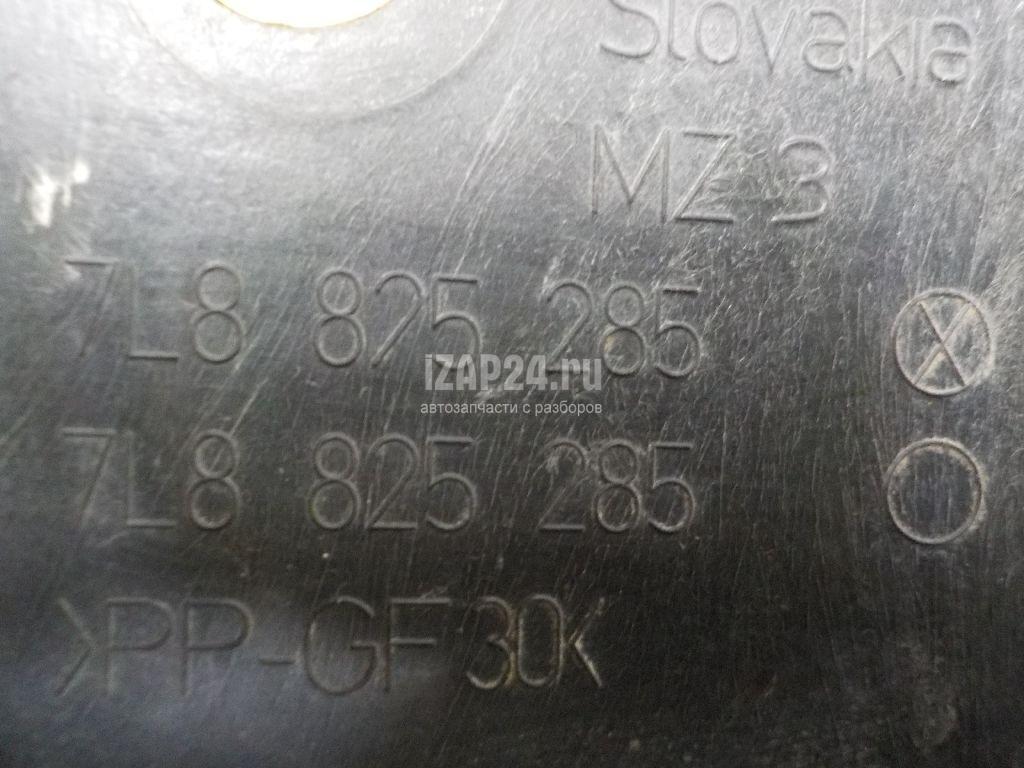 Slovakia
MZ 3
7L8 825 285
iZAP24.ru
автозапчасти с разборов
7L8 825 285
>PP-GF30<